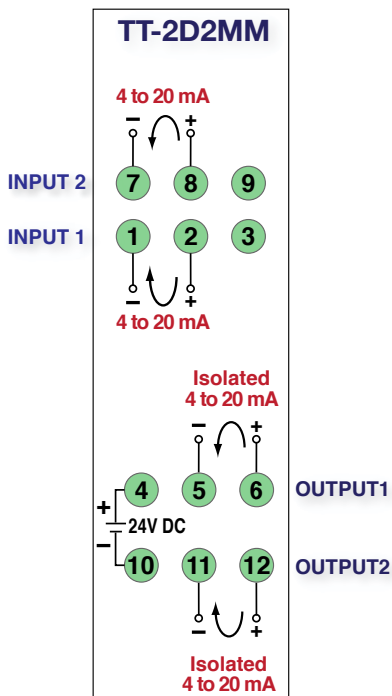 TT-2D2MM
4 to 20 mA
− +
INPUT 2 7 8 9
INPUT 1 1 2 3
− +
4 to 20 mA
Isolated
4 to 20 mA
− +
4 5 6 OUTPUT1
+
24V DC
−
10 11 12 OUTPUT2
− +
Isolated
4 to 20 mA